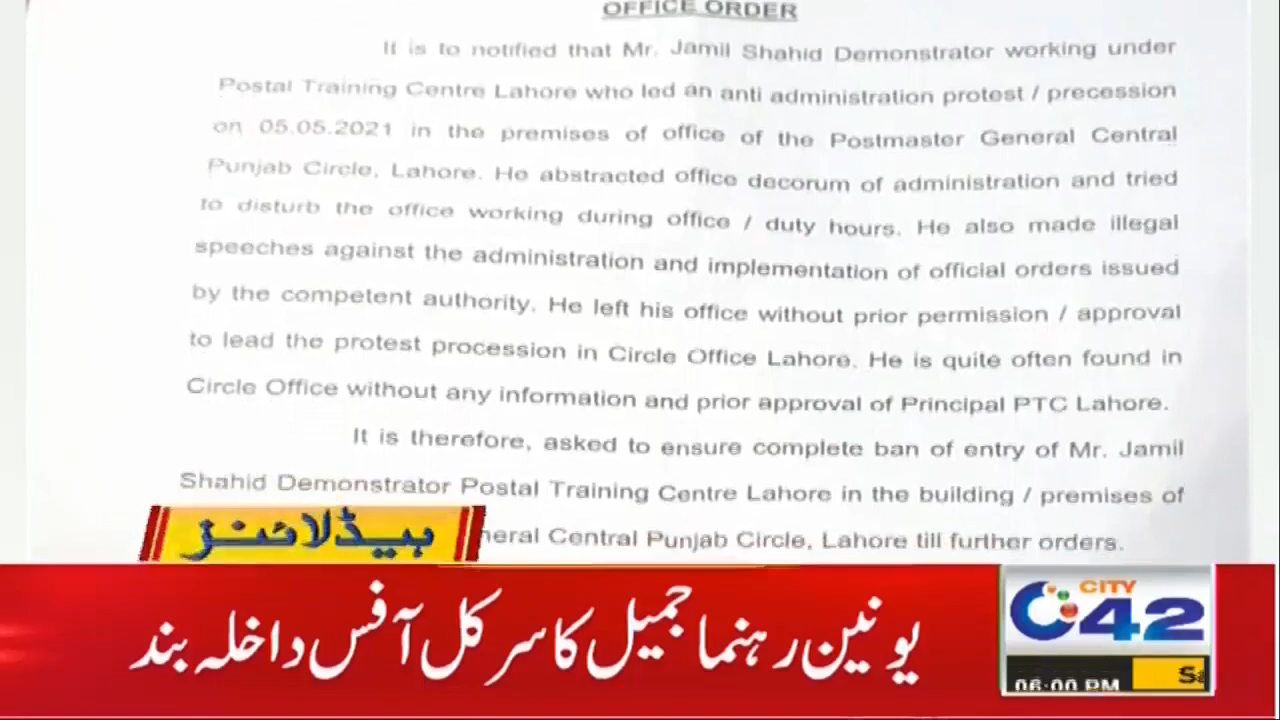 OFFICE ORDER
It is to notified that Mr. Jamil Shahid Demonstrator working under
Postal Training Centre Lahore who led an anti administration protest / precession
on 05.05.2021 in the premises of office of the Postmaster General Central
Punjab Circle, Lahore. He abstracted office decorum of administration and tried
to disturb the office working during office / duty hours. He also made illegal
speeches against the administration and implementation of official orders issued
by the competent authority. He left his office without prior permission / approval
to lead the protest procession in Circle Office Lahore. He is quite often found in
Circle Office without any information and prior approval of Principal PTC Lahore.
It is therefore, asked to ensure complete ban of entry of Mr. Jamil
Shahid Demonstrator Postal Training Centre Lahore in the building / premises of
neral Central Punjab Circle, Lahore till further orders.
ہیڈلائنز
یونین رہنما جمیل کا سرکل آفس داخلہ بند
CITY
42
06:00 PM